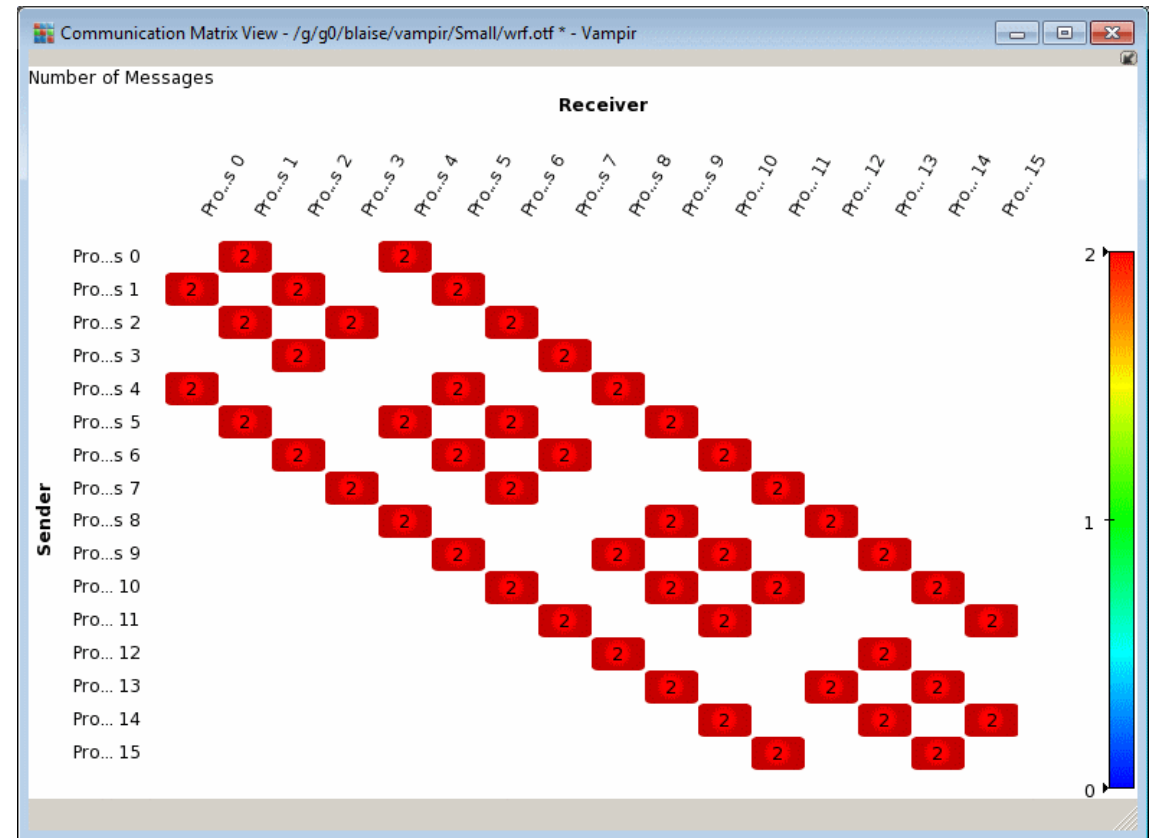 Communication Matrix View - /g/g0/blaise/vampir/Small/wrf.otf * - Vampir
Number of Messages
Receiver
Pro...s 0 Pro...s 1 Pro...s 2 Pro...s 3 Pro...s 4 Pro...s 5 Pro...s 6 Pro...s 7 Pro...s 8 Pro...s 9 Pro... 10 Pro... 11 Pro... 12 Pro... 13 Pro... 14 Pro... 15
Sender
Pro...s 0 2 2
Pro...s 1 2 2 2
Pro...s 2 2 2 2
Pro...s 3 2 2
Pro...s 4 2 2 2
Pro...s 5 2 2 2 2
Pro...s 6 2 2 2 2
Pro...s 7 2 2 2
Pro...s 8 2 2 2
Pro...s 9 2 2 2 2
Pro... 10 2 2 2 2
Pro... 11 2 2 2
Pro... 12 2 2
Pro... 13 2 2 2
Pro... 14 2 2 2
Pro... 15 2 2
2
1
0